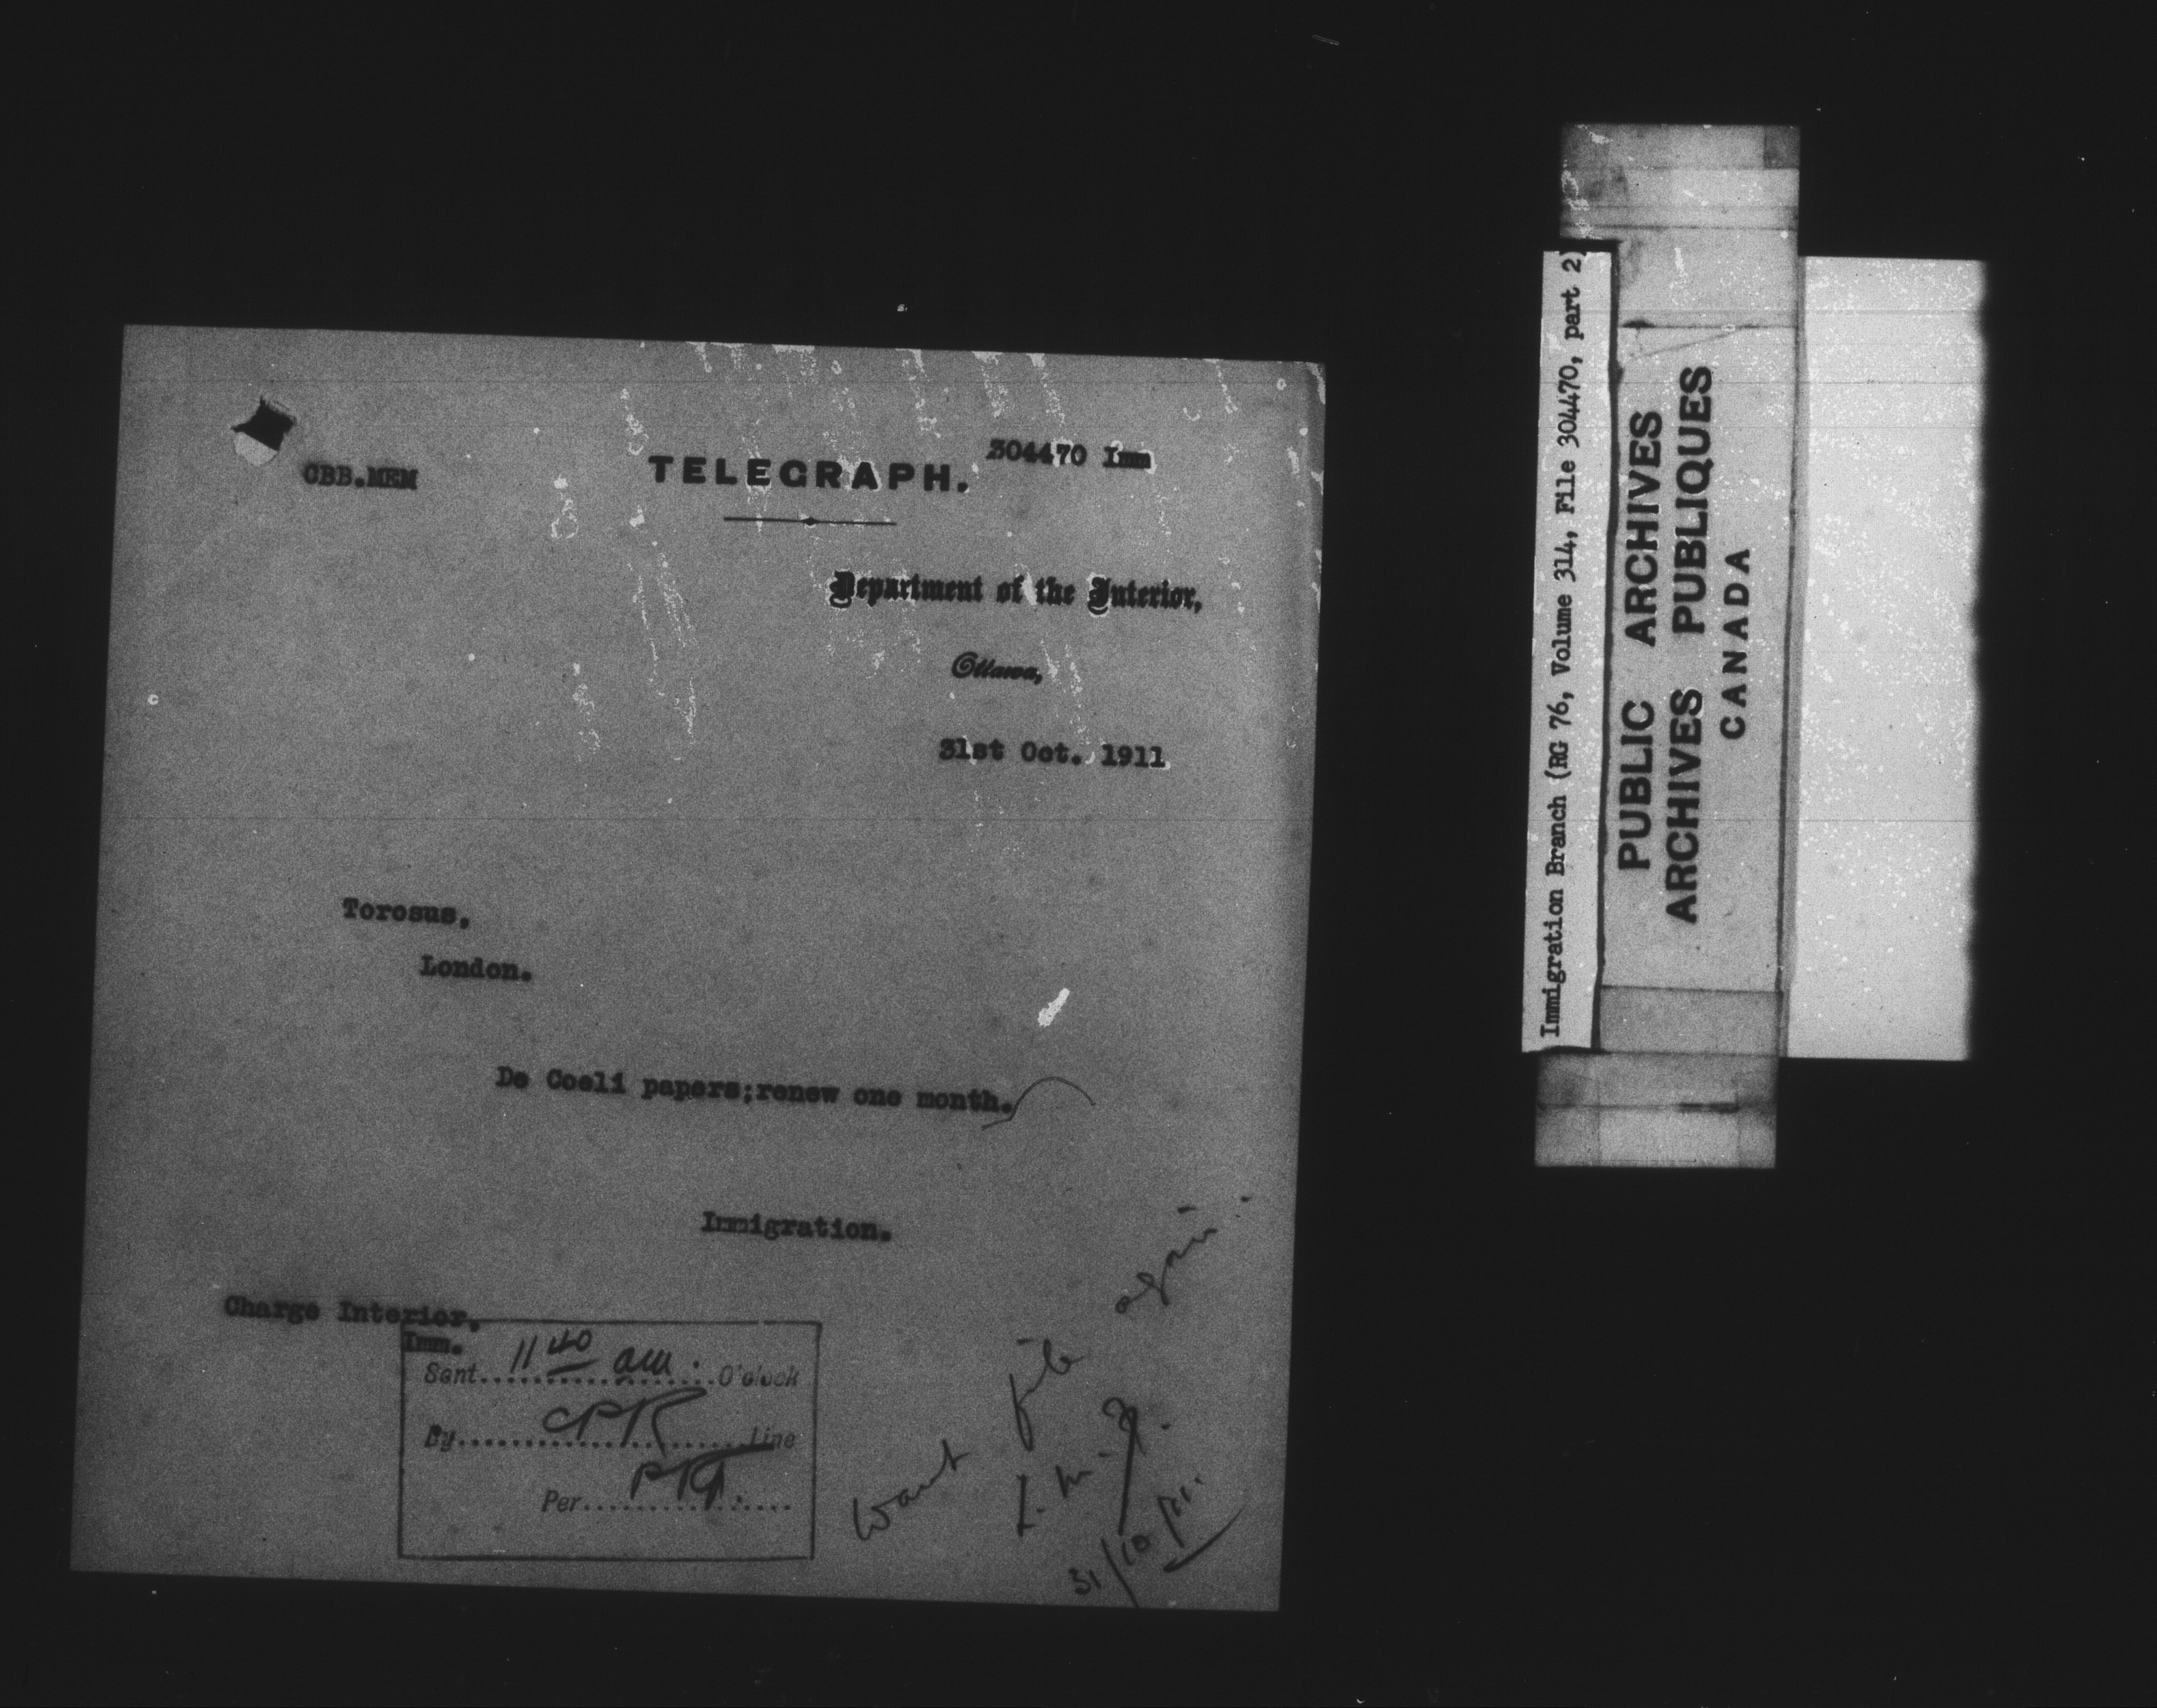 CBB.MEM
TELEGRAPH.
304470 Imm
Department of the Interior,
Ottawa,
31st Oct. 1911
Torosus,
London.
De Coeli papers;renew one month.
Immigration.
Charge Interior.
Imm.
Sent 11 40 am. O'clock
By CPR Line
Per
want file again
31/10/11.
Immigration Branch (RG 76, Volume 314, File 304470, part 2)
PUBLIC ARCHIVES
ARCHIVES PUBLIQUES
CANADA